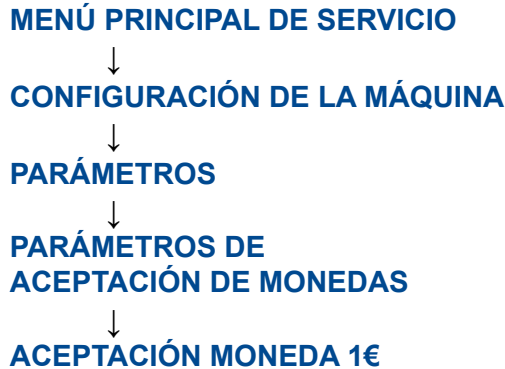 MENÚ PRINCIPAL DE SERVICIO
↓
CONFIGURACIÓN DE LA MÁQUINA
↓
PARÁMETROS
↓
PARÁMETROS DE
ACEPTACIÓN DE MONEDAS
↓
ACEPTACIÓN MONEDA 1€